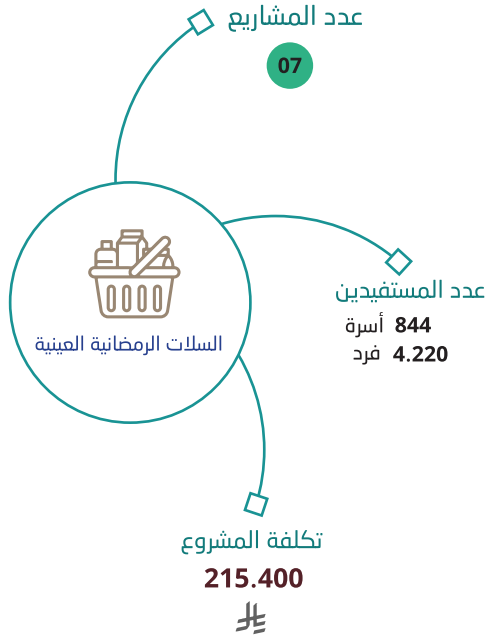 عدد المشاريع
07
عدد المستفيدين
844 أسرة
4.220 فرد
السلات الرمضانية العينية
تكلفة المشروع
215.400